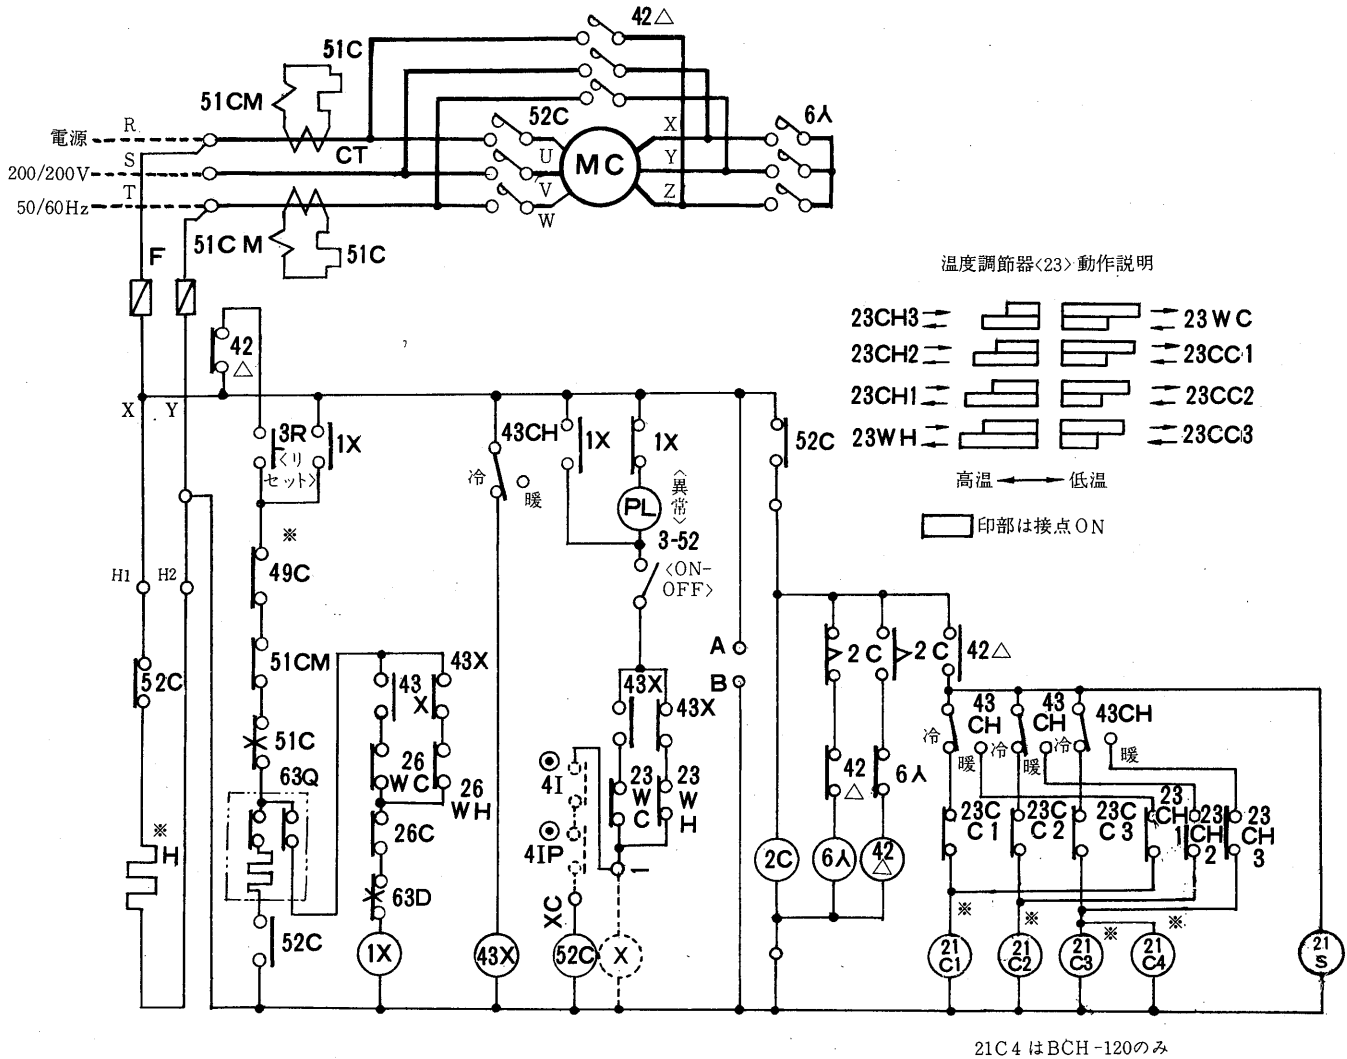 42△
51C
51CM
52C
6人
電源 R
S
200/200V
T
50/60Hz
CT
U
V
W
MC
X
Y
Z
51CM
51C
F
温度調節器〈23〉動作説明
23CH3
23WC
23CH2
23CC1
23CH1
23CC2
23WH
23CC3
高温 低温
印部は接点ON
42
△
X
Y
3R
〈リ
セット〉
1X
43CH
冷
暖
1X
1X
〈異常〉
PL
3-52
〈ON-
OFF〉
52C
※
49C
H1
H2
51CM
52C
51C
63Q
※
H
52C
43
X
43X
26
WC
26
WH
26C
63D
1X
43X
43X
43X
4I
4IP
23
W
C
23
W
H
1
XC
52C
X
A
B
2C
2C
42△
42
△
6人
2C
6人
42
△
43
CH
43
CH
43CH
冷
暖
冷
暖
冷
暖
23C
C1
23C
C2
23C
C3
23
CH
1
23
CH
2
23
CH
3
※
※
※
※
21
C1
21
C2
21
C3
21
C4
21
S
21C4はBCH-120のみ